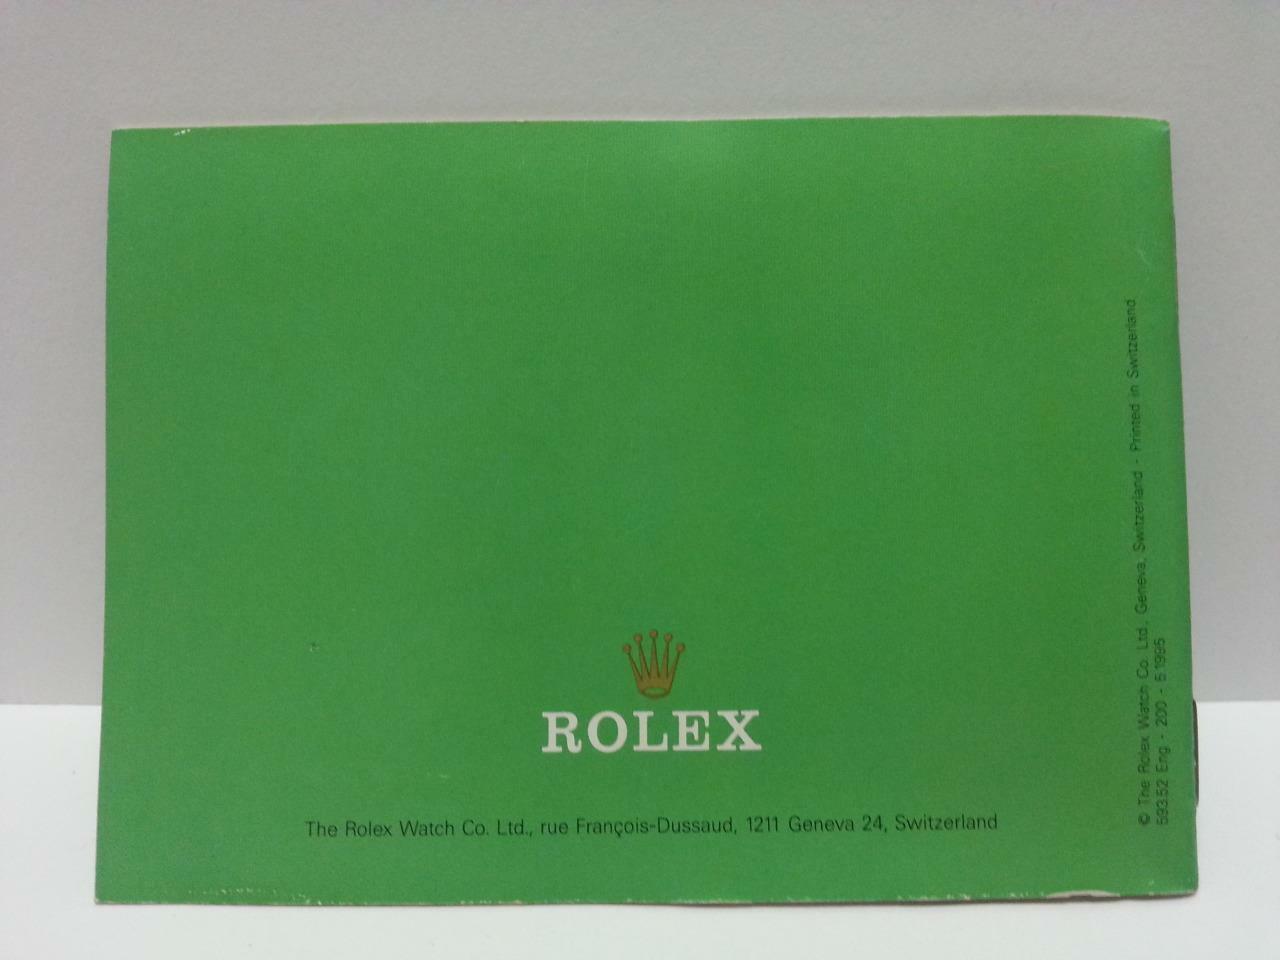 ROLEX
The Rolex Watch Co. Ltd., rue François-Dussaud, 1211 Geneva 24, Switzerland
© The Rolex Watch Co. Ltd., Geneva, Switzerland - Printed in Switzerland
593.52 Eng. - 200 - 5.1995